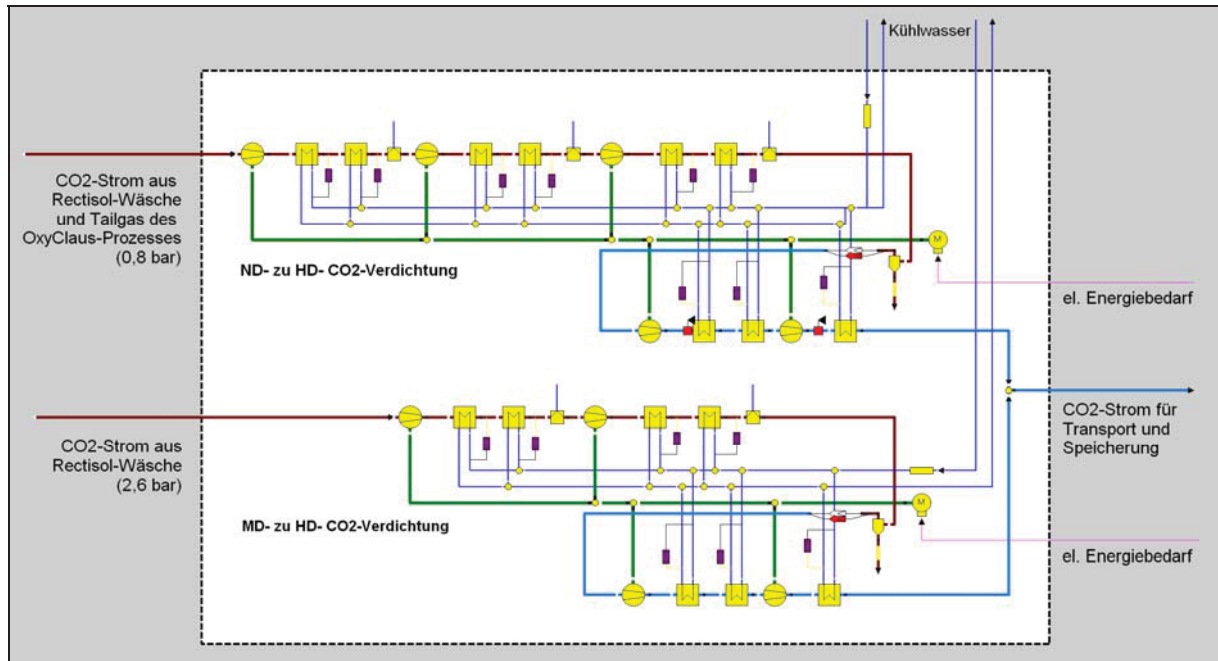 Kühlwasser
CO2-Strom aus
Rectisol-Wäsche
und Tailgas des
OxyClaus-Prozesses
(0,8 bar)
M
ND- zu HD- CO2-Verdichtung
el. Energiebedarf
CO2-Strom für
Transport und
Speicherung
CO2-Strom aus
Rectisol-Wäsche
(2,6 bar)
M
MD- zu HD- CO2-Verdichtung
el. Energiebedarf